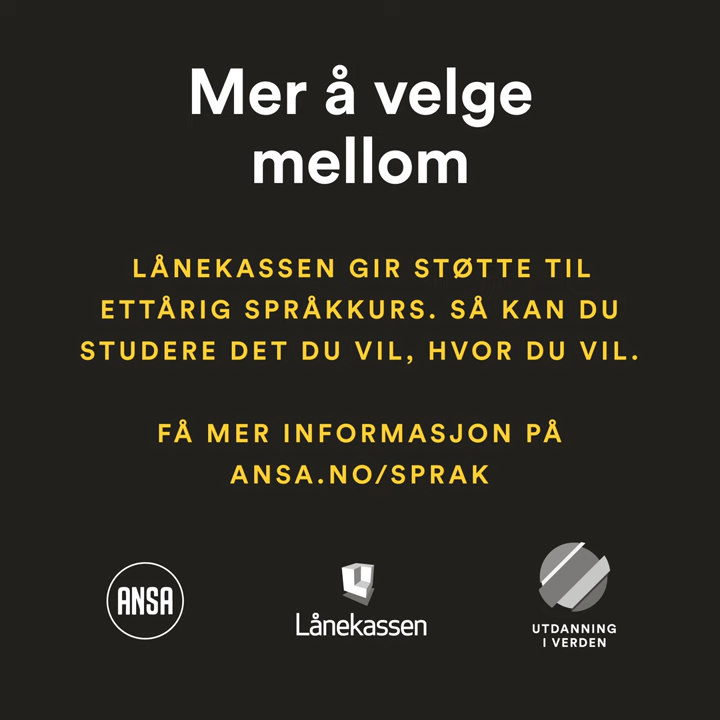 Mer å velge
mellom
LÅNEKASSEN GIR STØTTE TIL
ETTÅRIG SPRÅKKURS. SÅ KAN DU
STUDERE DET DU VIL, HVOR DU VIL.
FÅ MER INFORMASJON PÅ
ANSA.NO/SPRAK
ANSA
Lånekassen
UTDANNING
I VERDEN